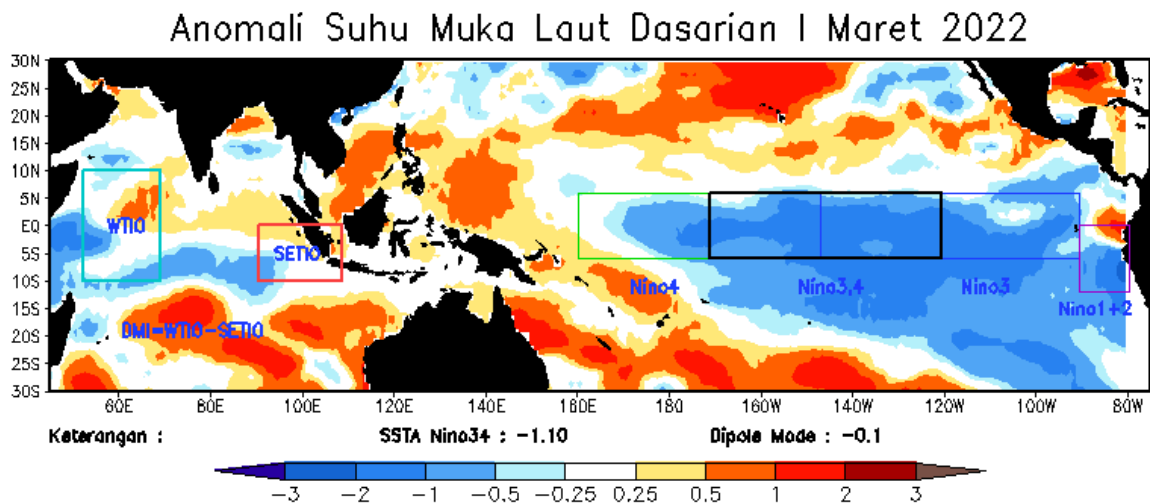 Anomali Suhu Muka Laut Dasarian I Maret 2022
30N
25N
20N
15N
10N
5N
EQ
5S
10S
15S
20S
25S
30S
WTIO
SETIO
Nino4
Nino3,4
Nino3
Nino1+2
DMI=WTIO-SETIO
60E 80E 100E 120E 140E 160E 180 160W 140W 120W 100W 80W
Keterangan : SSTA Nino34 : -1.10 Dipole Mode : -0.1
-3 -2 -1 -0.5 -0.25 0.25 0.5 1 2 3